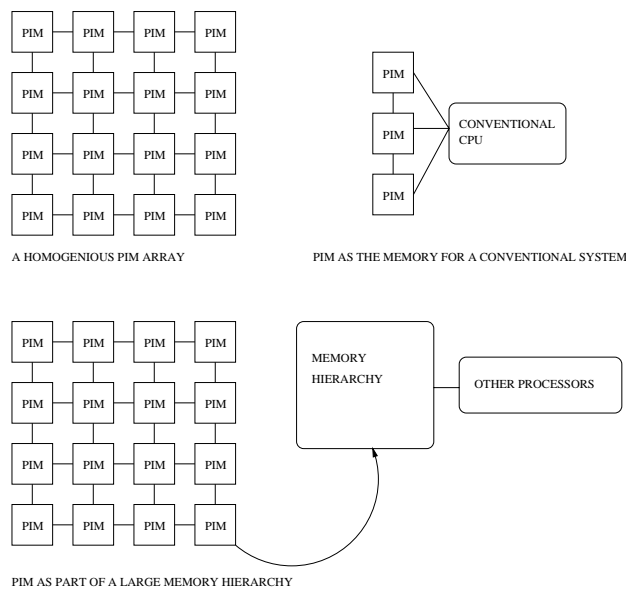 PIM PIM PIM PIM
PIM PIM PIM PIM
PIM PIM PIM PIM
PIM PIM PIM PIM
A HOMOGENIOUS PIM ARRAY
PIM
PIM
PIM
CONVENTIONAL
CPU
PIM AS THE MEMORY FOR A CONVENTIONAL SYSTEM
PIM PIM PIM PIM
PIM PIM PIM PIM
PIM PIM PIM PIM
PIM PIM PIM PIM
MEMORY
HIERARCHY
OTHER PROCESSORS
PIM AS PART OF A LARGE MEMORY HIERARCHY